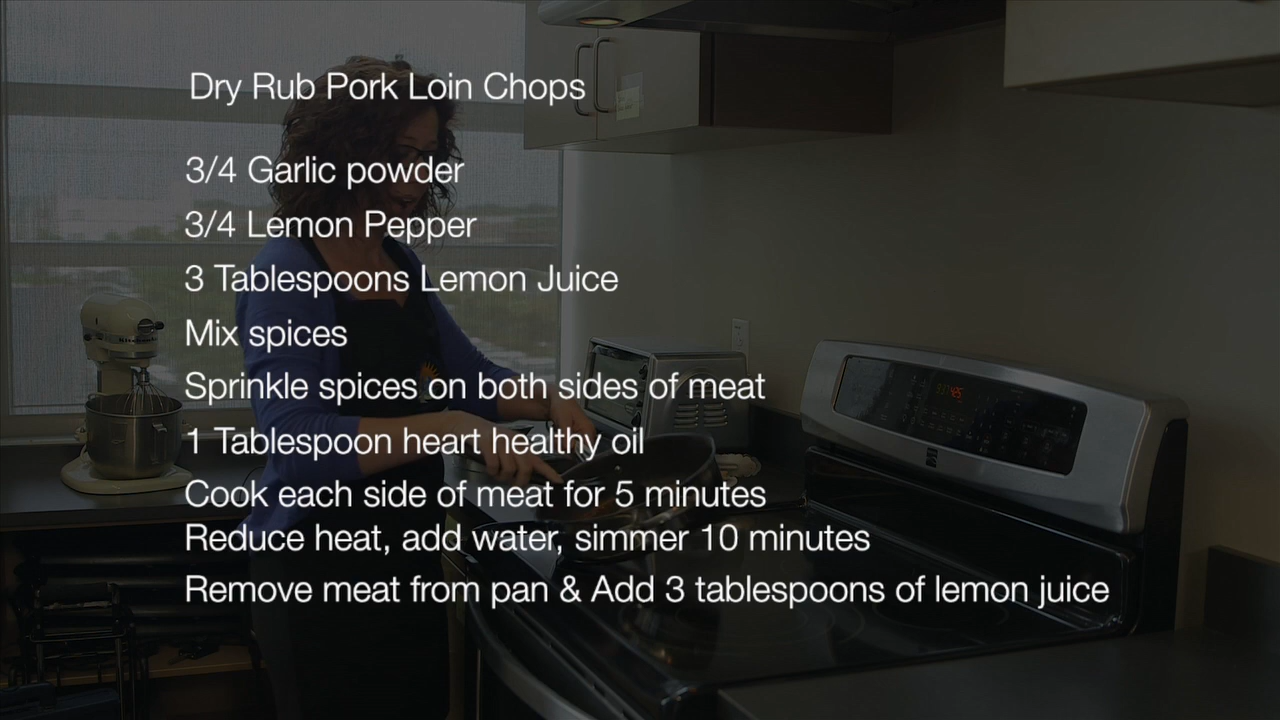 Dry Rub Pork Loin Chops
3/4 Garlic powder
3/4 Lemon Pepper
3 Tablespoons Lemon Juice
Mix spices
Sprinkle spices on both sides of meat
1 Tablespoon heart healthy oil
Cook each side of meat for 5 minutes
Reduce heat, add water, simmer 10 minutes
Remove meat from pan & Add 3 tablespoons of lemon juice